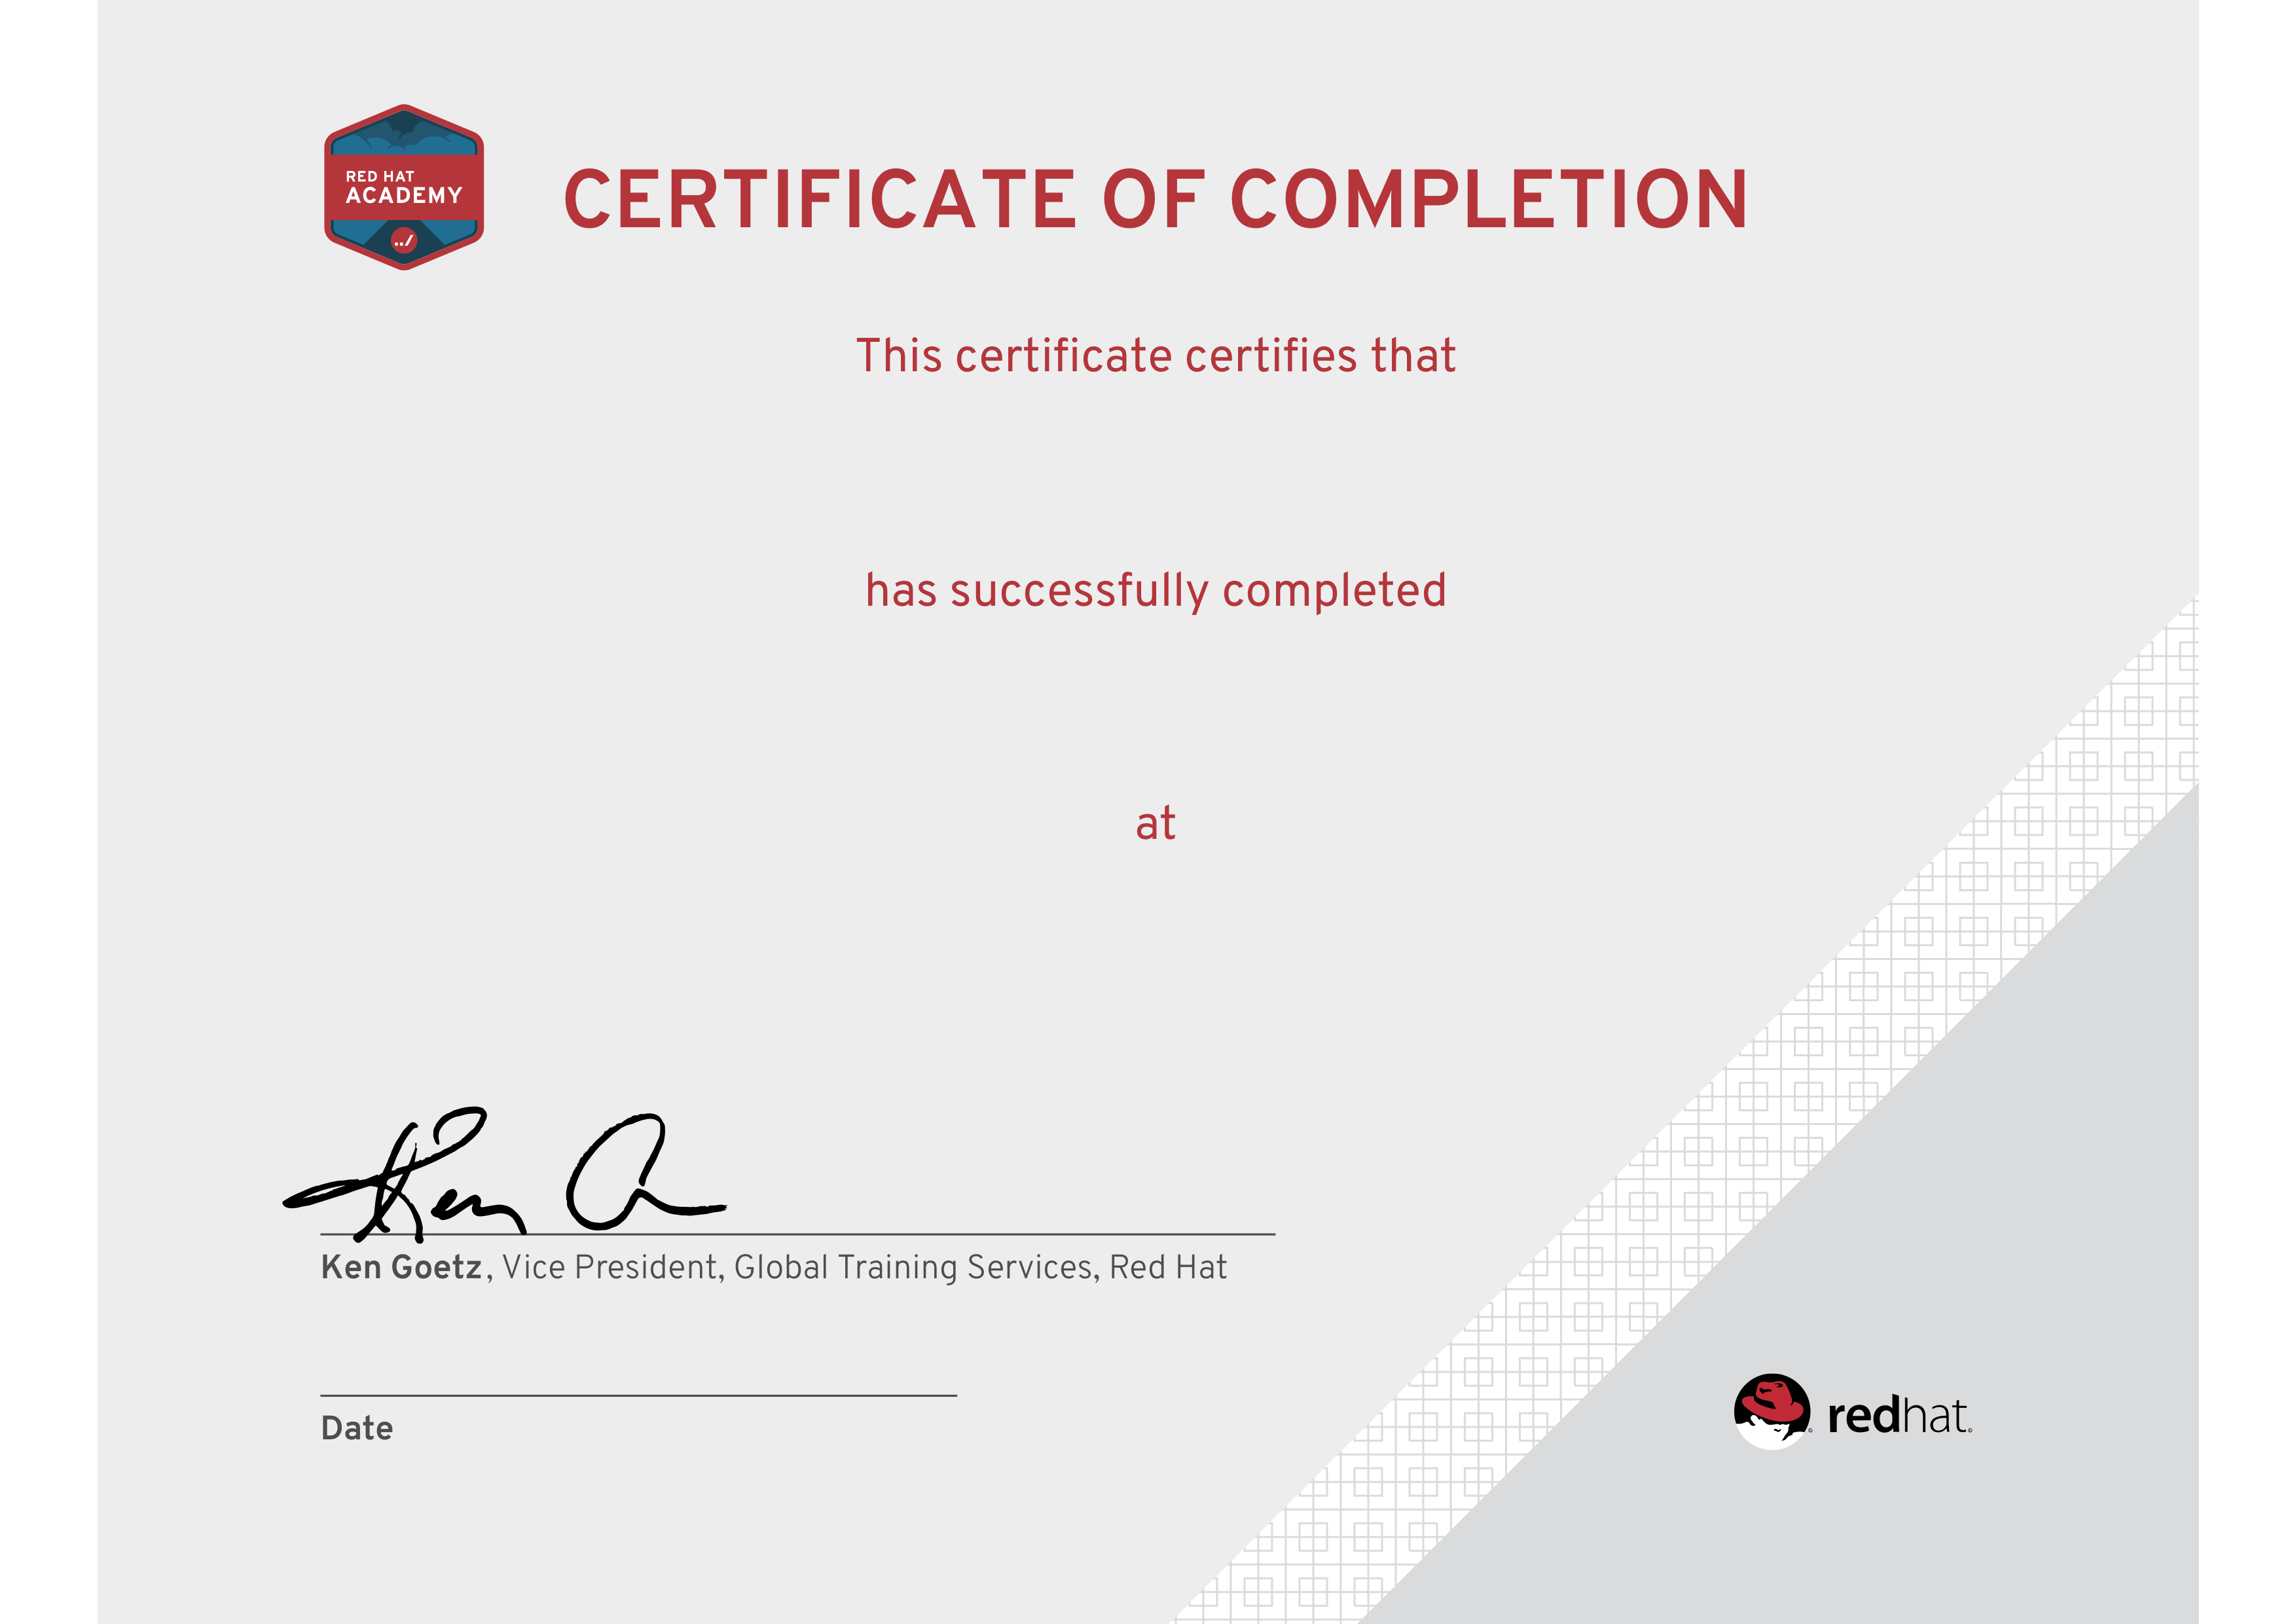 RED HAT
ACADEMY
../
CERTIFICATE OF COMPLETION
This certificate certifies that
has successfully completed
at
Ken Goetz, Vice President, Global Training Services, Red Hat
Date
redhat®